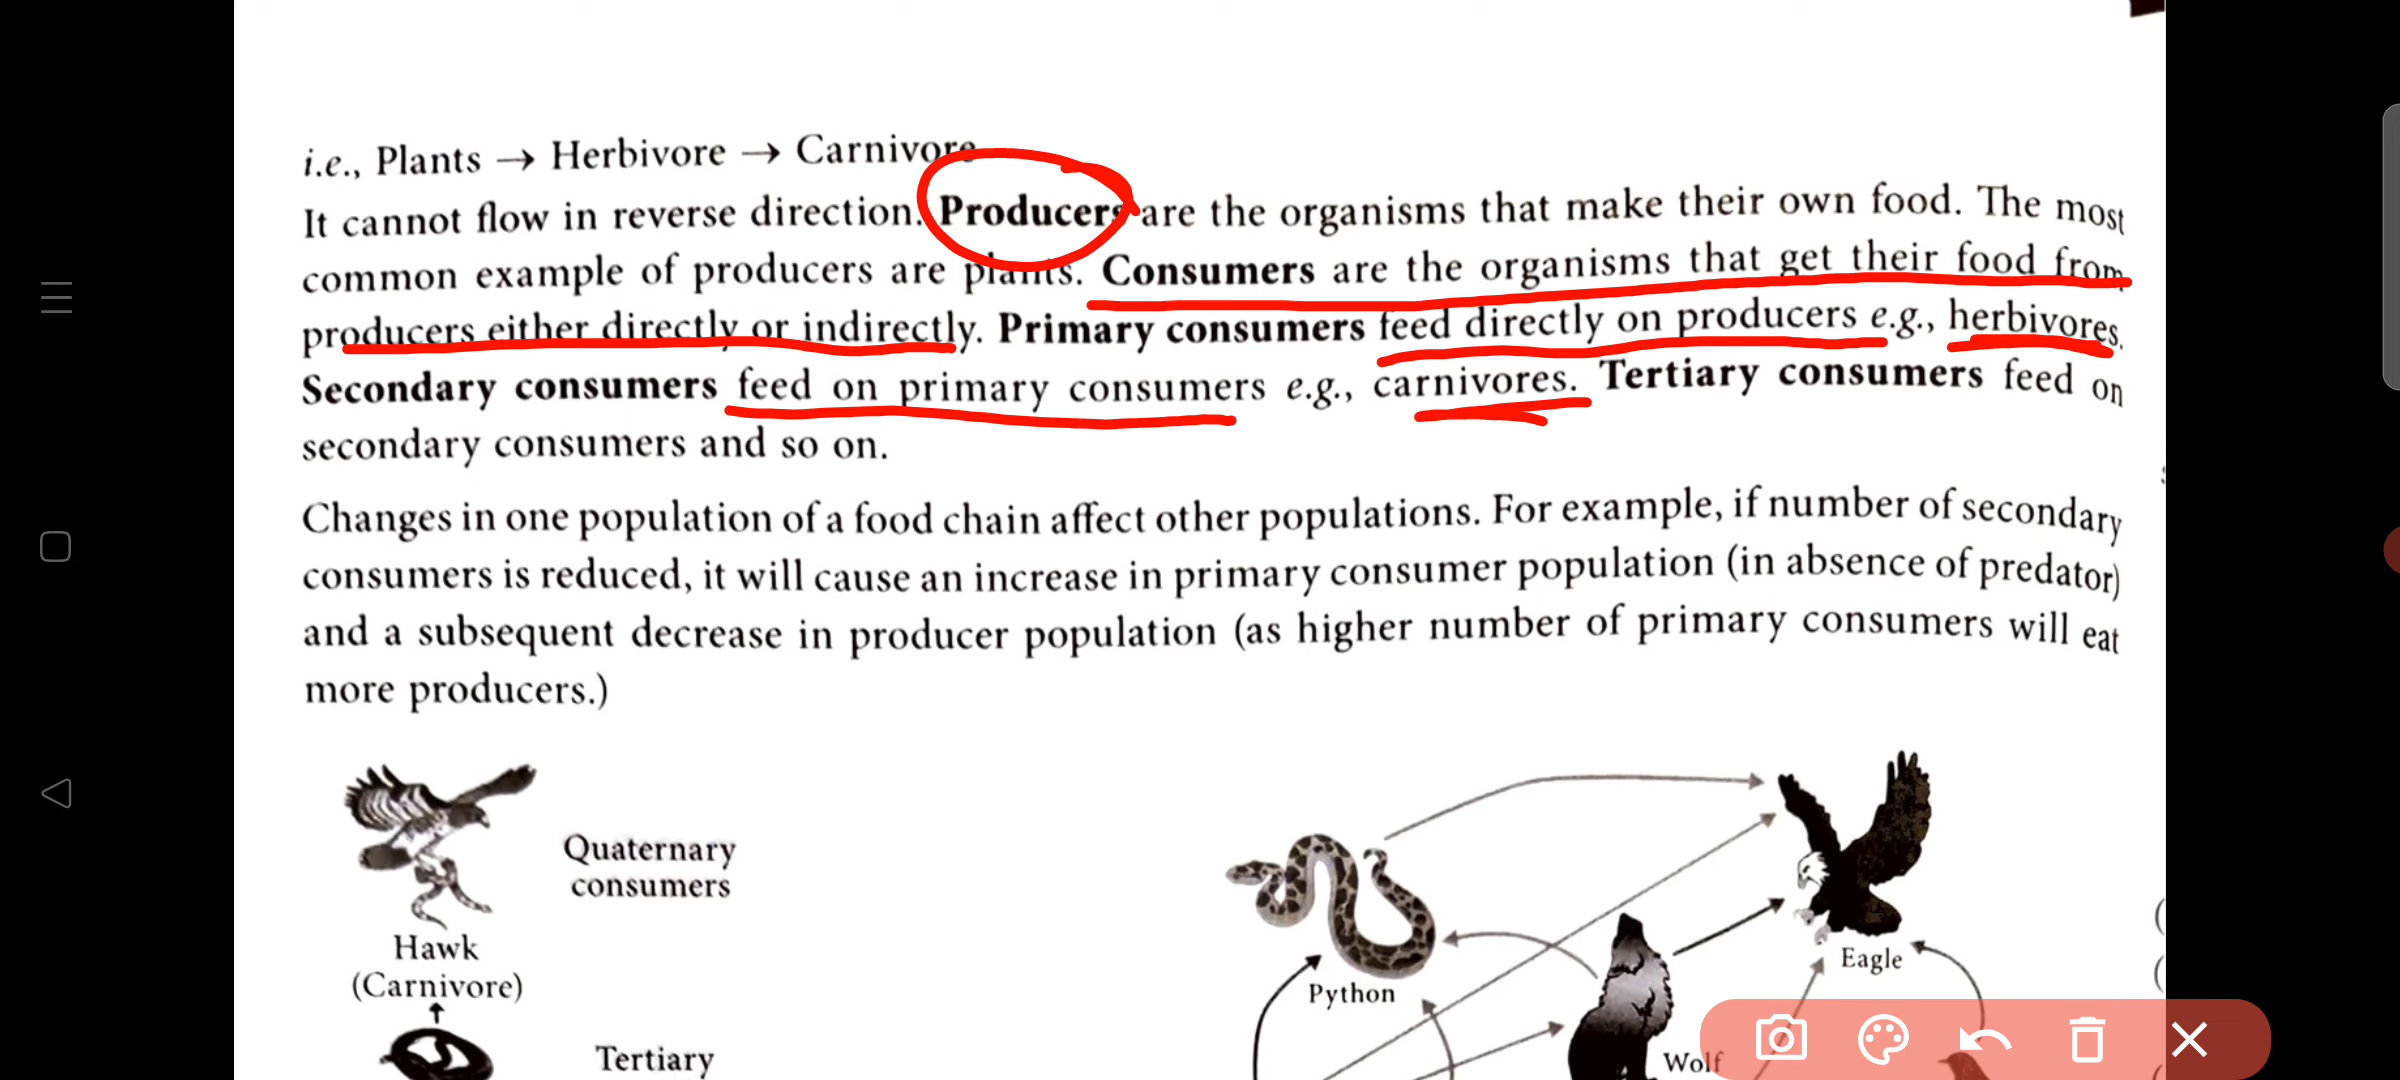 i.e., Plants → Herbivore → Carnivore
It cannot flow in reverse direction. Producers are the organisms that make their own food. The most
common example of producers are plants. Consumers are the organisms that get their food from
producers either directly or indirectly. Primary consumers feed directly on producers e.g., herbivores.
Secondary consumers feed on primary consumers e.g., carnivores. Tertiary consumers feed on
secondary consumers and so on.
Changes in one population of a food chain affect other populations. For example, if number of secondary
consumers is reduced, it will cause an increase in primary consumer population (in absence of predator)
and a subsequent decrease in producer population (as higher number of primary consumers will eat
more producers.)
Quaternary
consumers
Hawk
(Carnivore)
Tertiary
Python
Eagle
Wolf